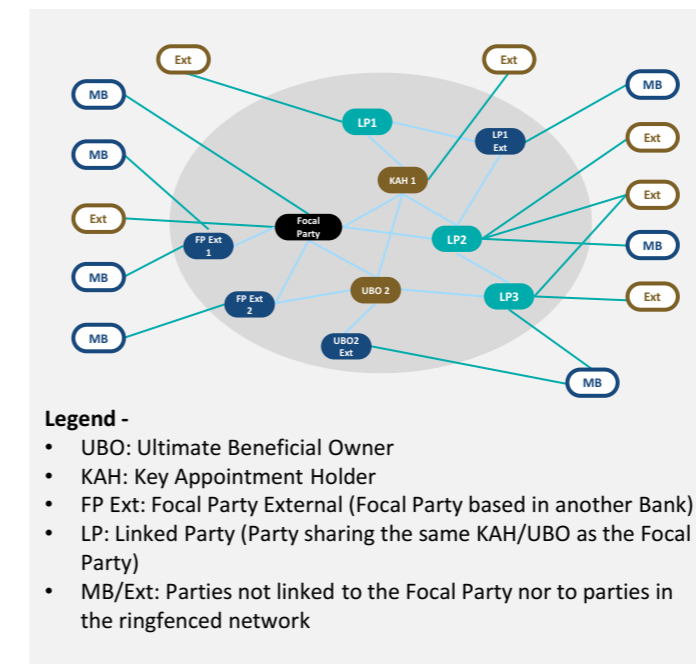 Ext
Ext
MB
MB
LP1
LP1
Ext
Ext
MB
KAH 1
Ext
Ext
Focal
Party
FP Ext
1
LP2
MB
MB
FP Ext
2
UBO 2
LP3
Ext
MB
UBO2
Ext
MB
Legend -
• UBO: Ultimate Beneficial Owner
• KAH: Key Appointment Holder
• FP Ext: Focal Party External (Focal Party based in another Bank)
• LP: Linked Party (Party sharing the same KAH/UBO as the Focal
Party)
• MB/Ext: Parties not linked to the Focal Party nor to parties in
the ringfenced network